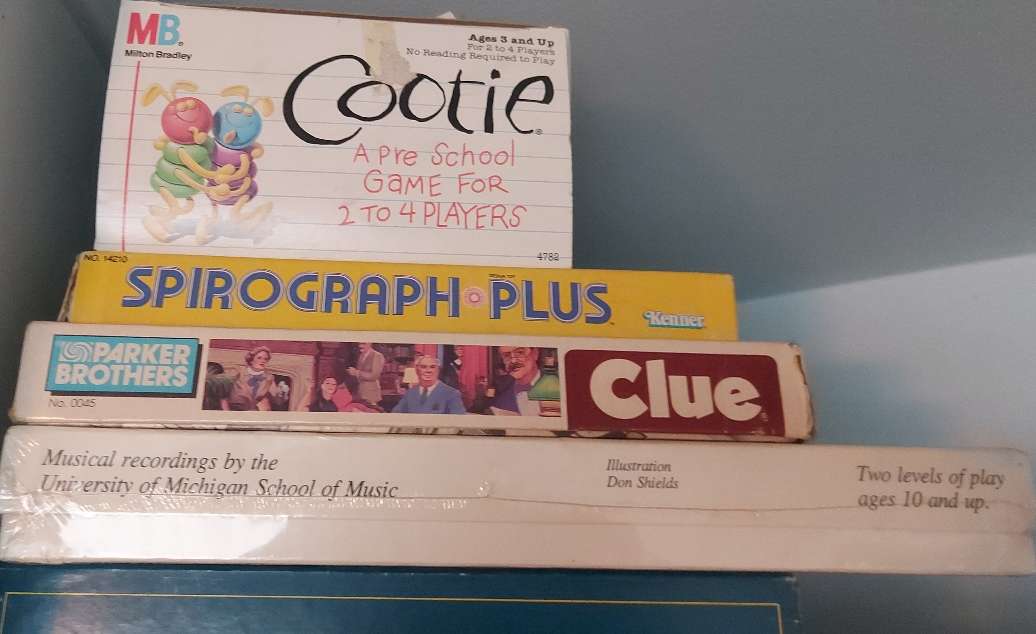 MB®
Milton Bradley
Ages 3 and Up
For 2 to 4 Players
No Reading Required to Play
Cootie®
A Pre School
GAME FOR
2 TO 4 PLAYERS
4782
NO. 14210
SPIROGRAPH PLUS™
Kenner
PARKER
BROTHERS
No. 0045
Clue
Musical recordings by the
University of Michigan School of Music
Illustration
Don Shields
Two levels of play
ages 10 and up.